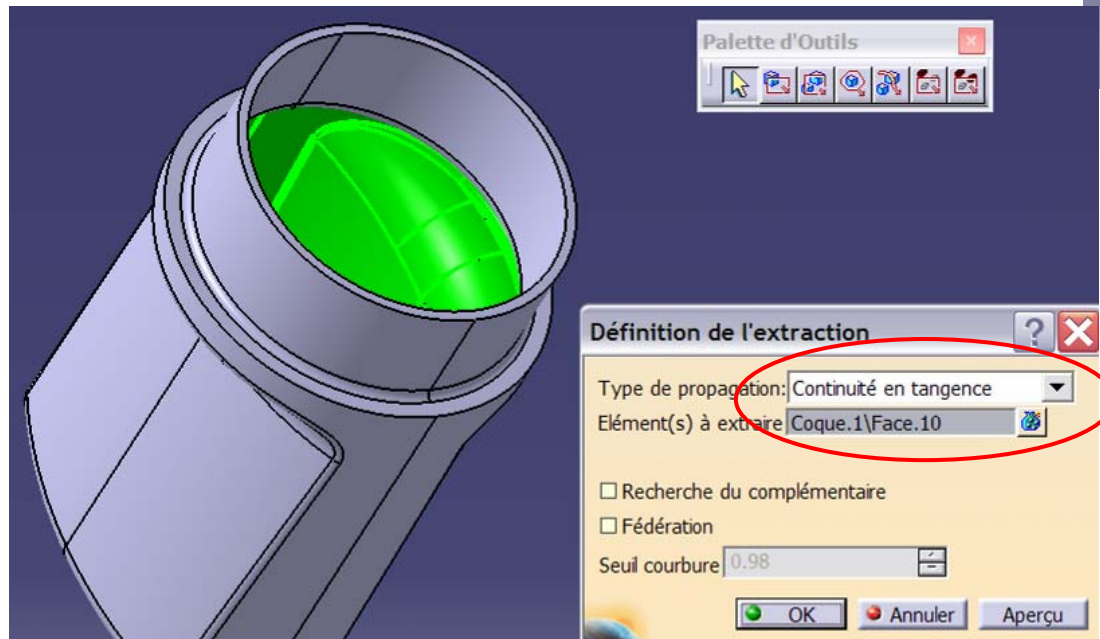 Palette d'Outils
Définition de l'extraction
Type de propagation: Continuité en tangence
Elément(s) à extraire Coque.1\Face.10
Recherche du complémentaire
Fédération
Seuil courbure 0.98
OK Annuler Aperçu